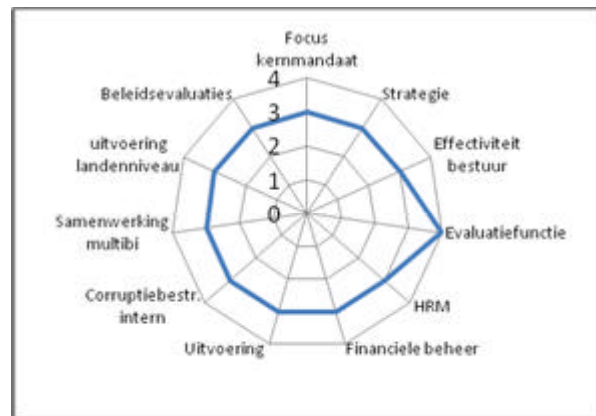 Focus
kernmandaat
Strategie
Effectiviteit
bestuur
Evaluatiefunctie
HRM
Financiele beheer
Uitvoering
Corruptiebestr.
intern
Samenwerking
multibi
uitvoering
landenniveau
Beleidsevaluaties
4
3
2
1
0